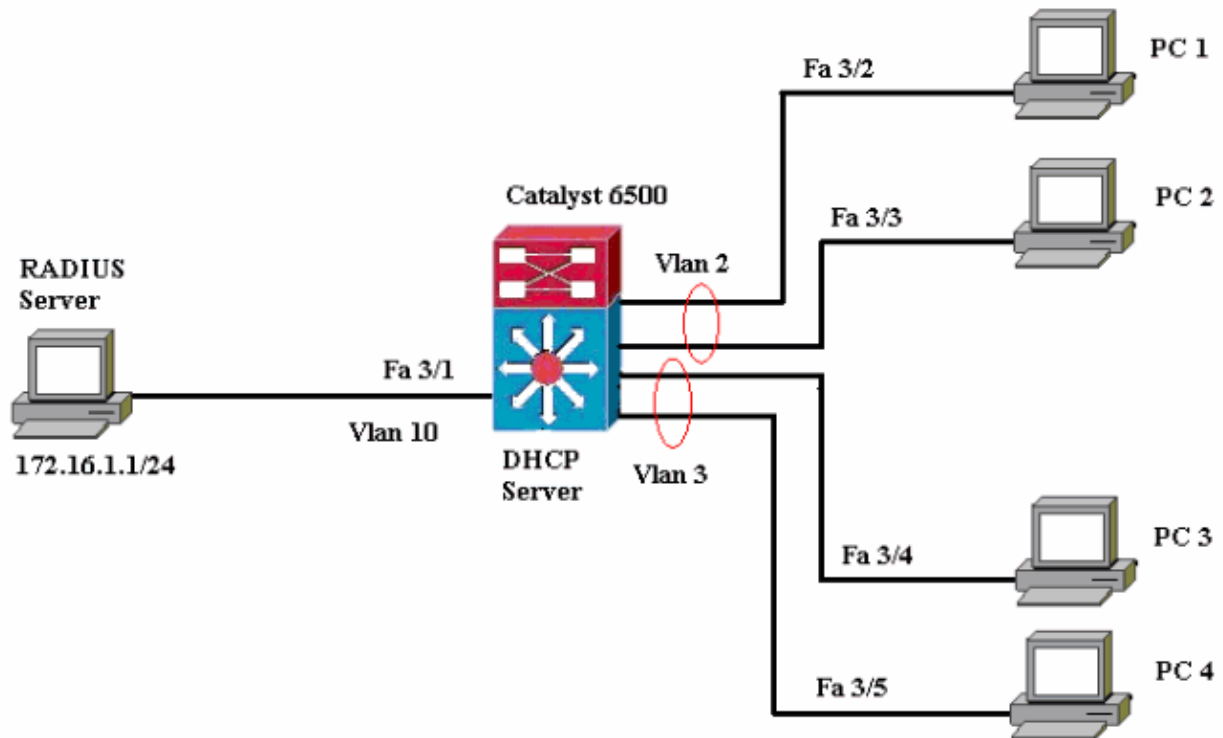 PC 1
Fa 3/2
Catalyst 6500
PC 2
Fa 3/3
Vlan 2
RADIUS
Server
Fa 3/1
Vlan 10
172.16.1.1/24
DHCP
Server
Vlan 3
PC 3
Fa 3/4
PC 4
Fa 3/5